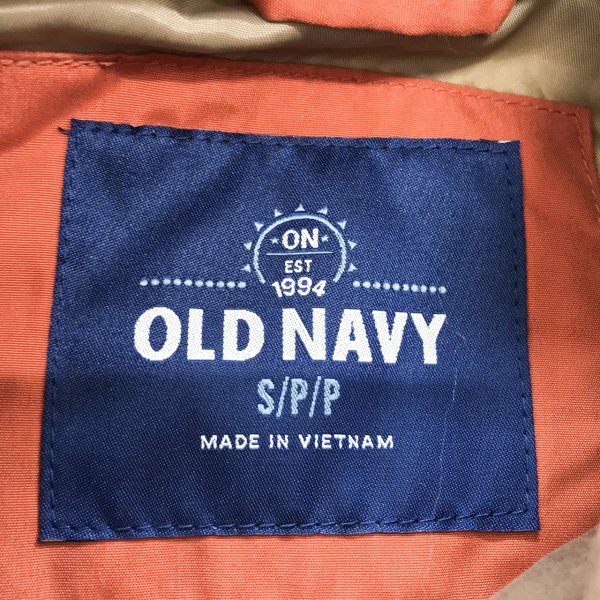 ON
EST
1994
OLD NAVY
S/P/P
MADE IN VIETNAM